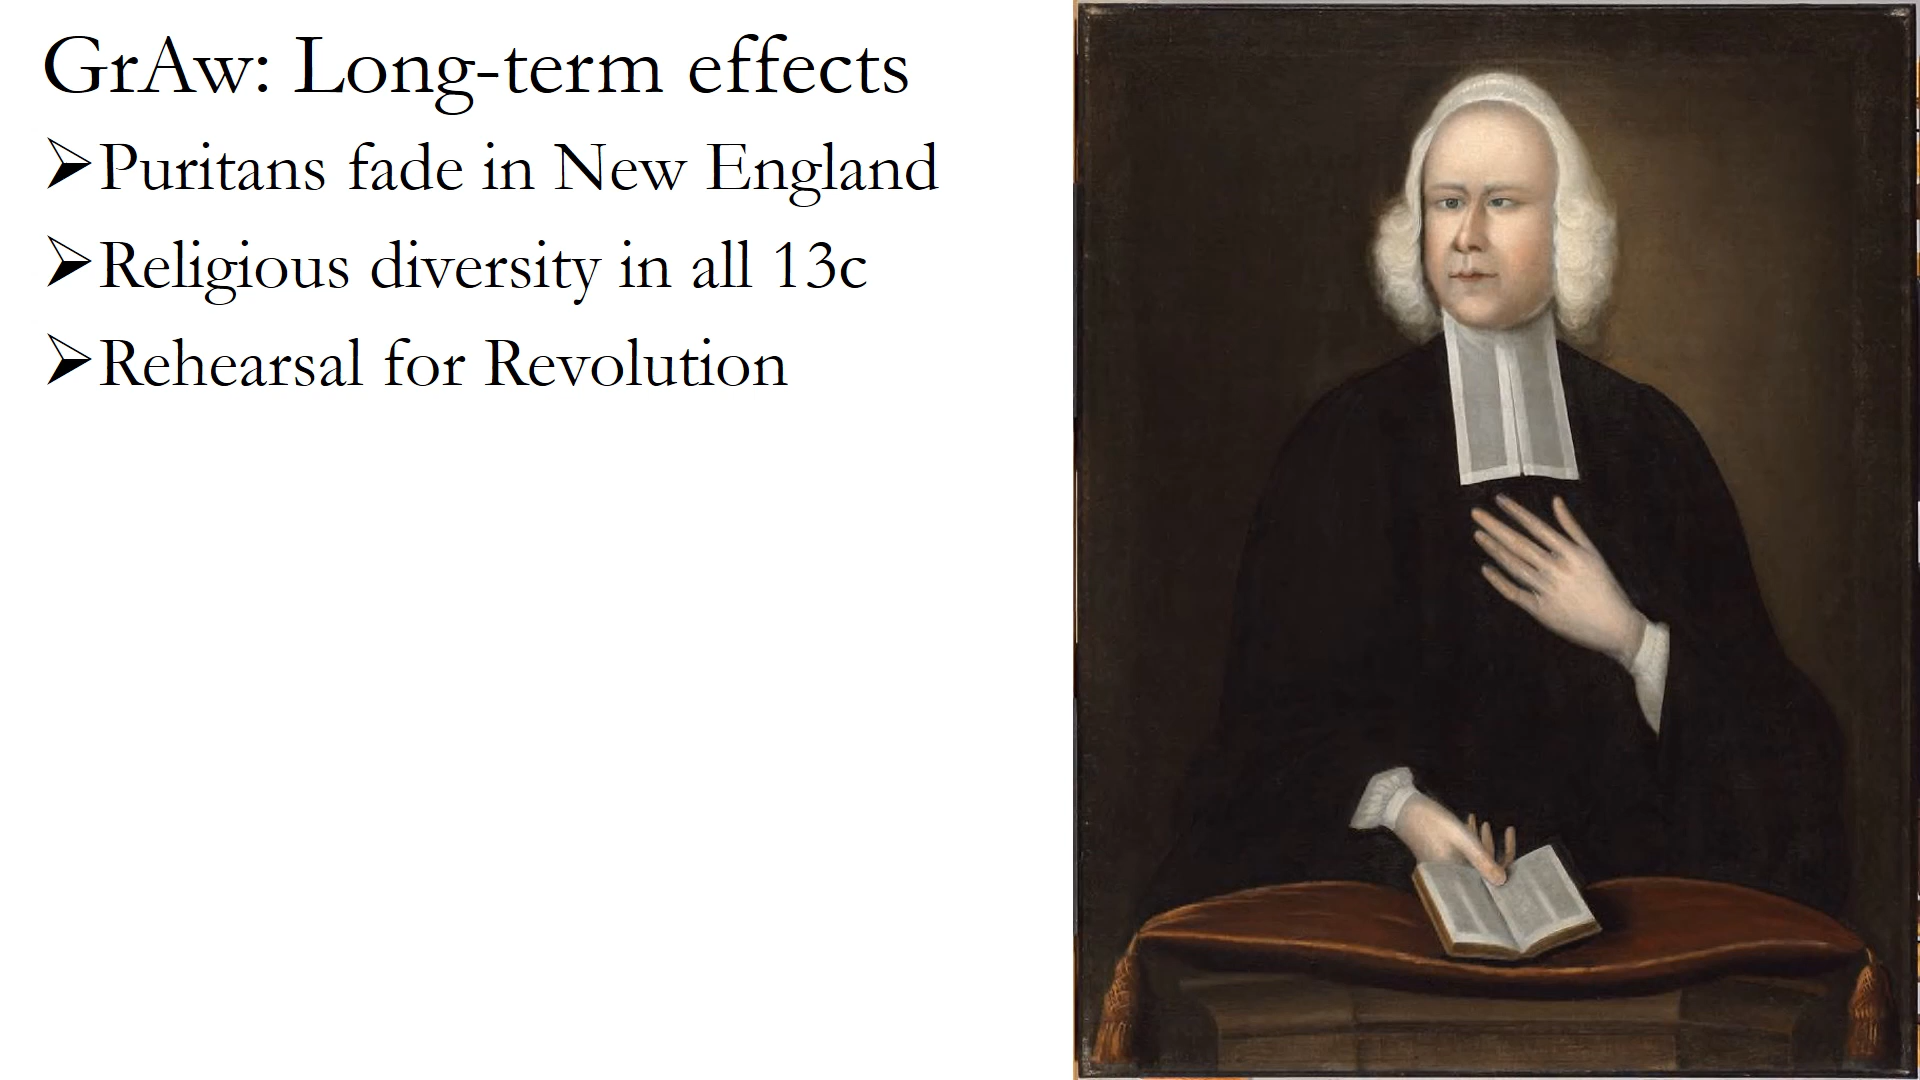 GrAw: Long-term effects
➢Puritans fade in New England
➢Religious diversity in all 13c
➢Rehearsal for Revolution